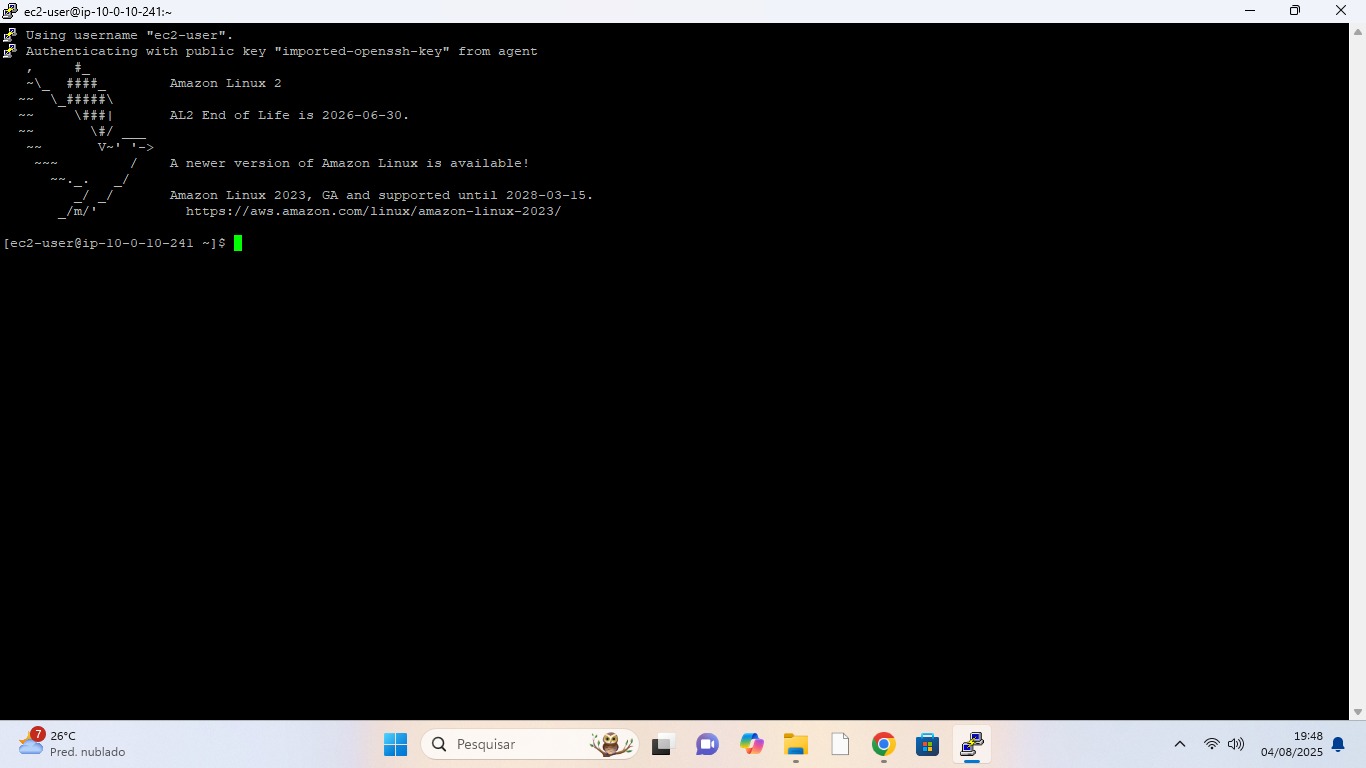 ec2-user@ip-10-0-10-241:~
Using username "ec2-user".
Authenticating with public key "imported-openssh-key" from agent
   ,     #_
   ~\_  ####_        Amazon Linux 2
  ~~  \_#####\
  ~~     \###|       AL2 End of Life is 2026-06-30.
  ~~       \#/ ___
   ~~       V~' '->
    ~~~         /    A newer version of Amazon Linux is available!
      ~~._.   _/
         _/ _/       Amazon Linux 2023, GA and supported until 2028-03-15.
       _/m/'           https://aws.amazon.com/linux/amazon-linux-2023/
[ec2-user@ip-10-0-10-241 ~]$
7
26°C
Pred. nublado
Pesquisar
19:48
04/08/2025